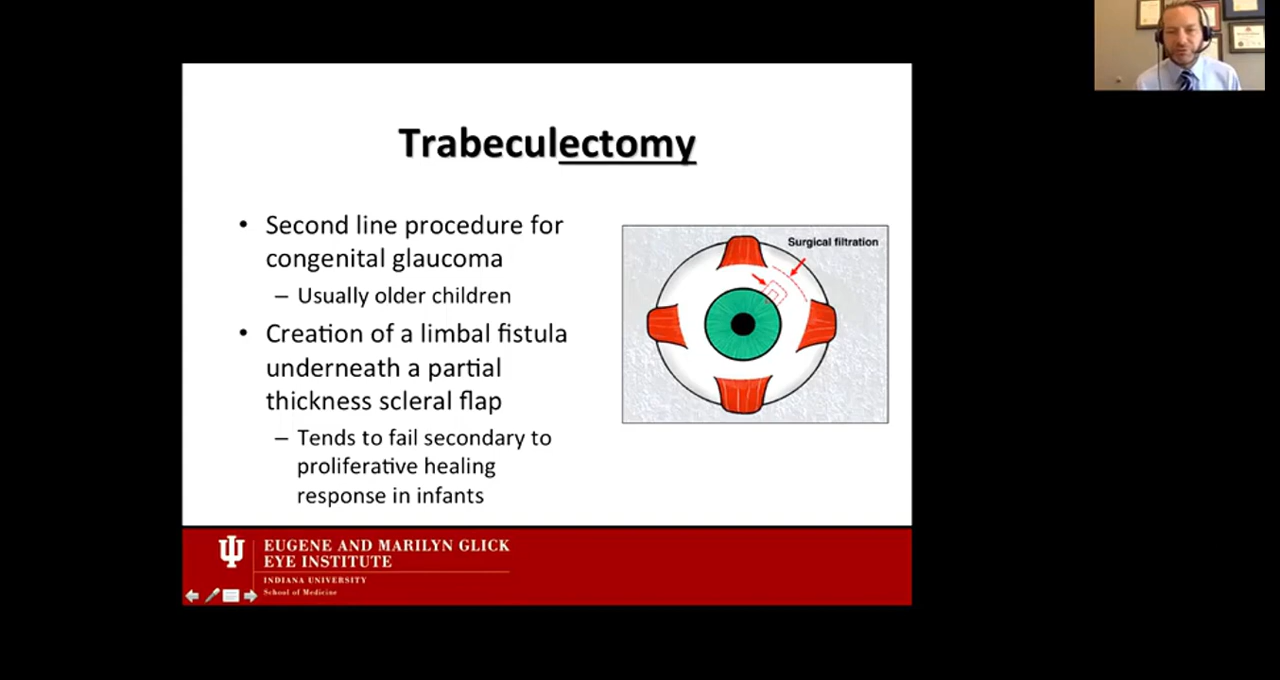 Trabeculectomy
• Second line procedure for
congenital glaucoma
– Usually older children
• Creation of a limbal fistula
underneath a partial
thickness scleral flap
– Tends to fail secondary to
proliferative healing
response in infants
Surgical filtration
EUGENE AND MARILYN GLICK
EYE INSTITUTE
INDIANA UNIVERSITY
School of Medicine